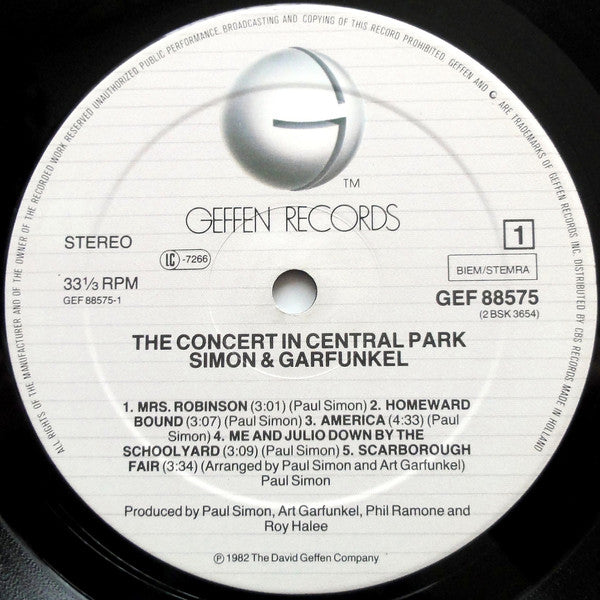 ALL RIGHTS OF THE MANUFACTURER AND OF THE OWNER OF THE RECORDED WORK RESERVED UNAUTHORIZED PUBLIC PERFORMANCE, BROADCASTING AND COPYING OF THIS RECORD PROHIBITED. GEFFEN AND G ARE TRADEMARKS OF GEFFEN RECORDS INC. DISTRIBUTED BY CBS RECORDS MADE IN HOLLAND
TM
GEFFEN RECORDS
STEREO
LC -7266
1
33⅓ RPM
BIEM/STEMRA
GEF 88575-1
GEF 88575
(2 BSK 3654)
THE CONCERT IN CENTRAL PARK
SIMON & GARFUNKEL
1. MRS. ROBINSON (3:01) (Paul Simon) 2. HOMEWARD
BOUND (3:07) (Paul Simon) 3. AMERICA (4:33) (Paul
Simon) 4. ME AND JULIO DOWN BY THE
SCHOOLYARD (3:09) (Paul Simon) 5. SCARBOROUGH
FAIR (3:34) (Arranged by Paul Simon and Art Garfunkel)
Paul Simon
Produced by Paul Simon, Art Garfunkel, Phil Ramone and
Roy Halee
℗ 1982 The David Geffen Company